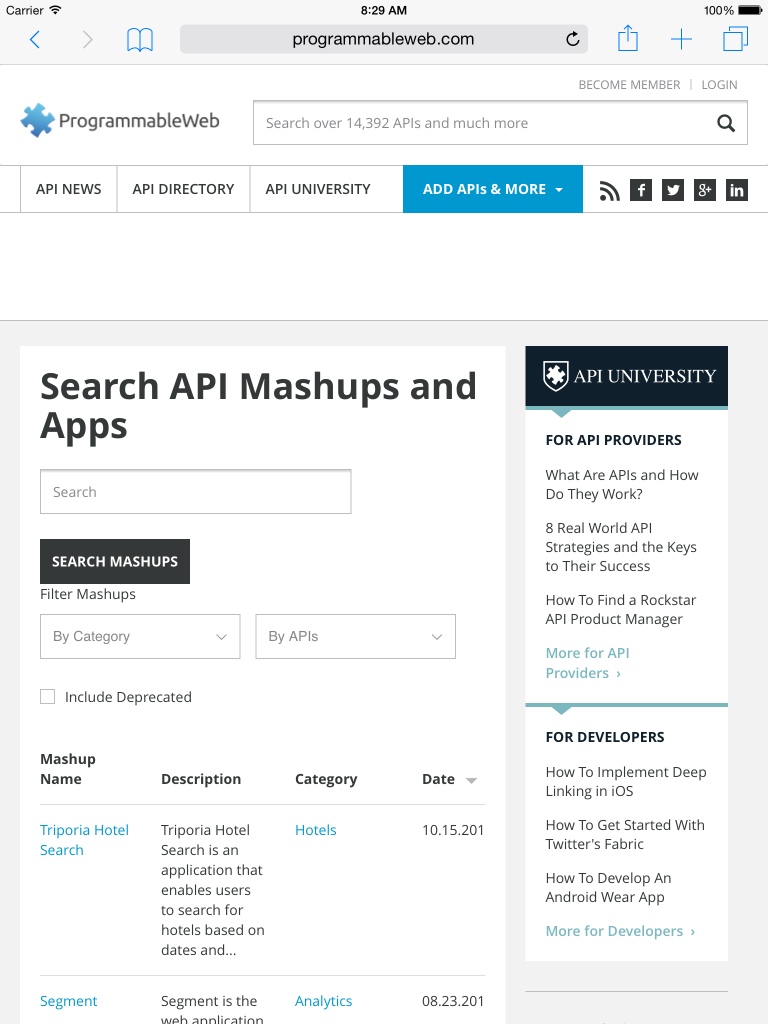 Carrier 8:29 AM 100%
programmableweb.com
BECOME MEMBER | LOGIN
ProgrammableWeb
Search over 14,392 APIs and much more
API NEWS API DIRECTORY API UNIVERSITY ADD APIs & MORE
Search API Mashups and
Apps
Search
SEARCH MASHUPS
Filter Mashups
By Category By APIs
Include Deprecated
Mashup
Name Description Category Date
Triporia Hotel
Search
Triporia Hotel
Search is an
application that
enables users
to search for
hotels based on
dates and...
Hotels
10.15.201
Segment
Segment is the
web application
Analytics
08.23.201
API UNIVERSITY
FOR API PROVIDERS
What Are APIs and How
Do They Work?
8 Real World API
Strategies and the Keys
to Their Success
How To Find a Rockstar
API Product Manager
More for API
Providers ›
FOR DEVELOPERS
How To Implement Deep
Linking in iOS
How To Get Started With
Twitter's Fabric
How To Develop An
Android Wear App
More for Developers ›